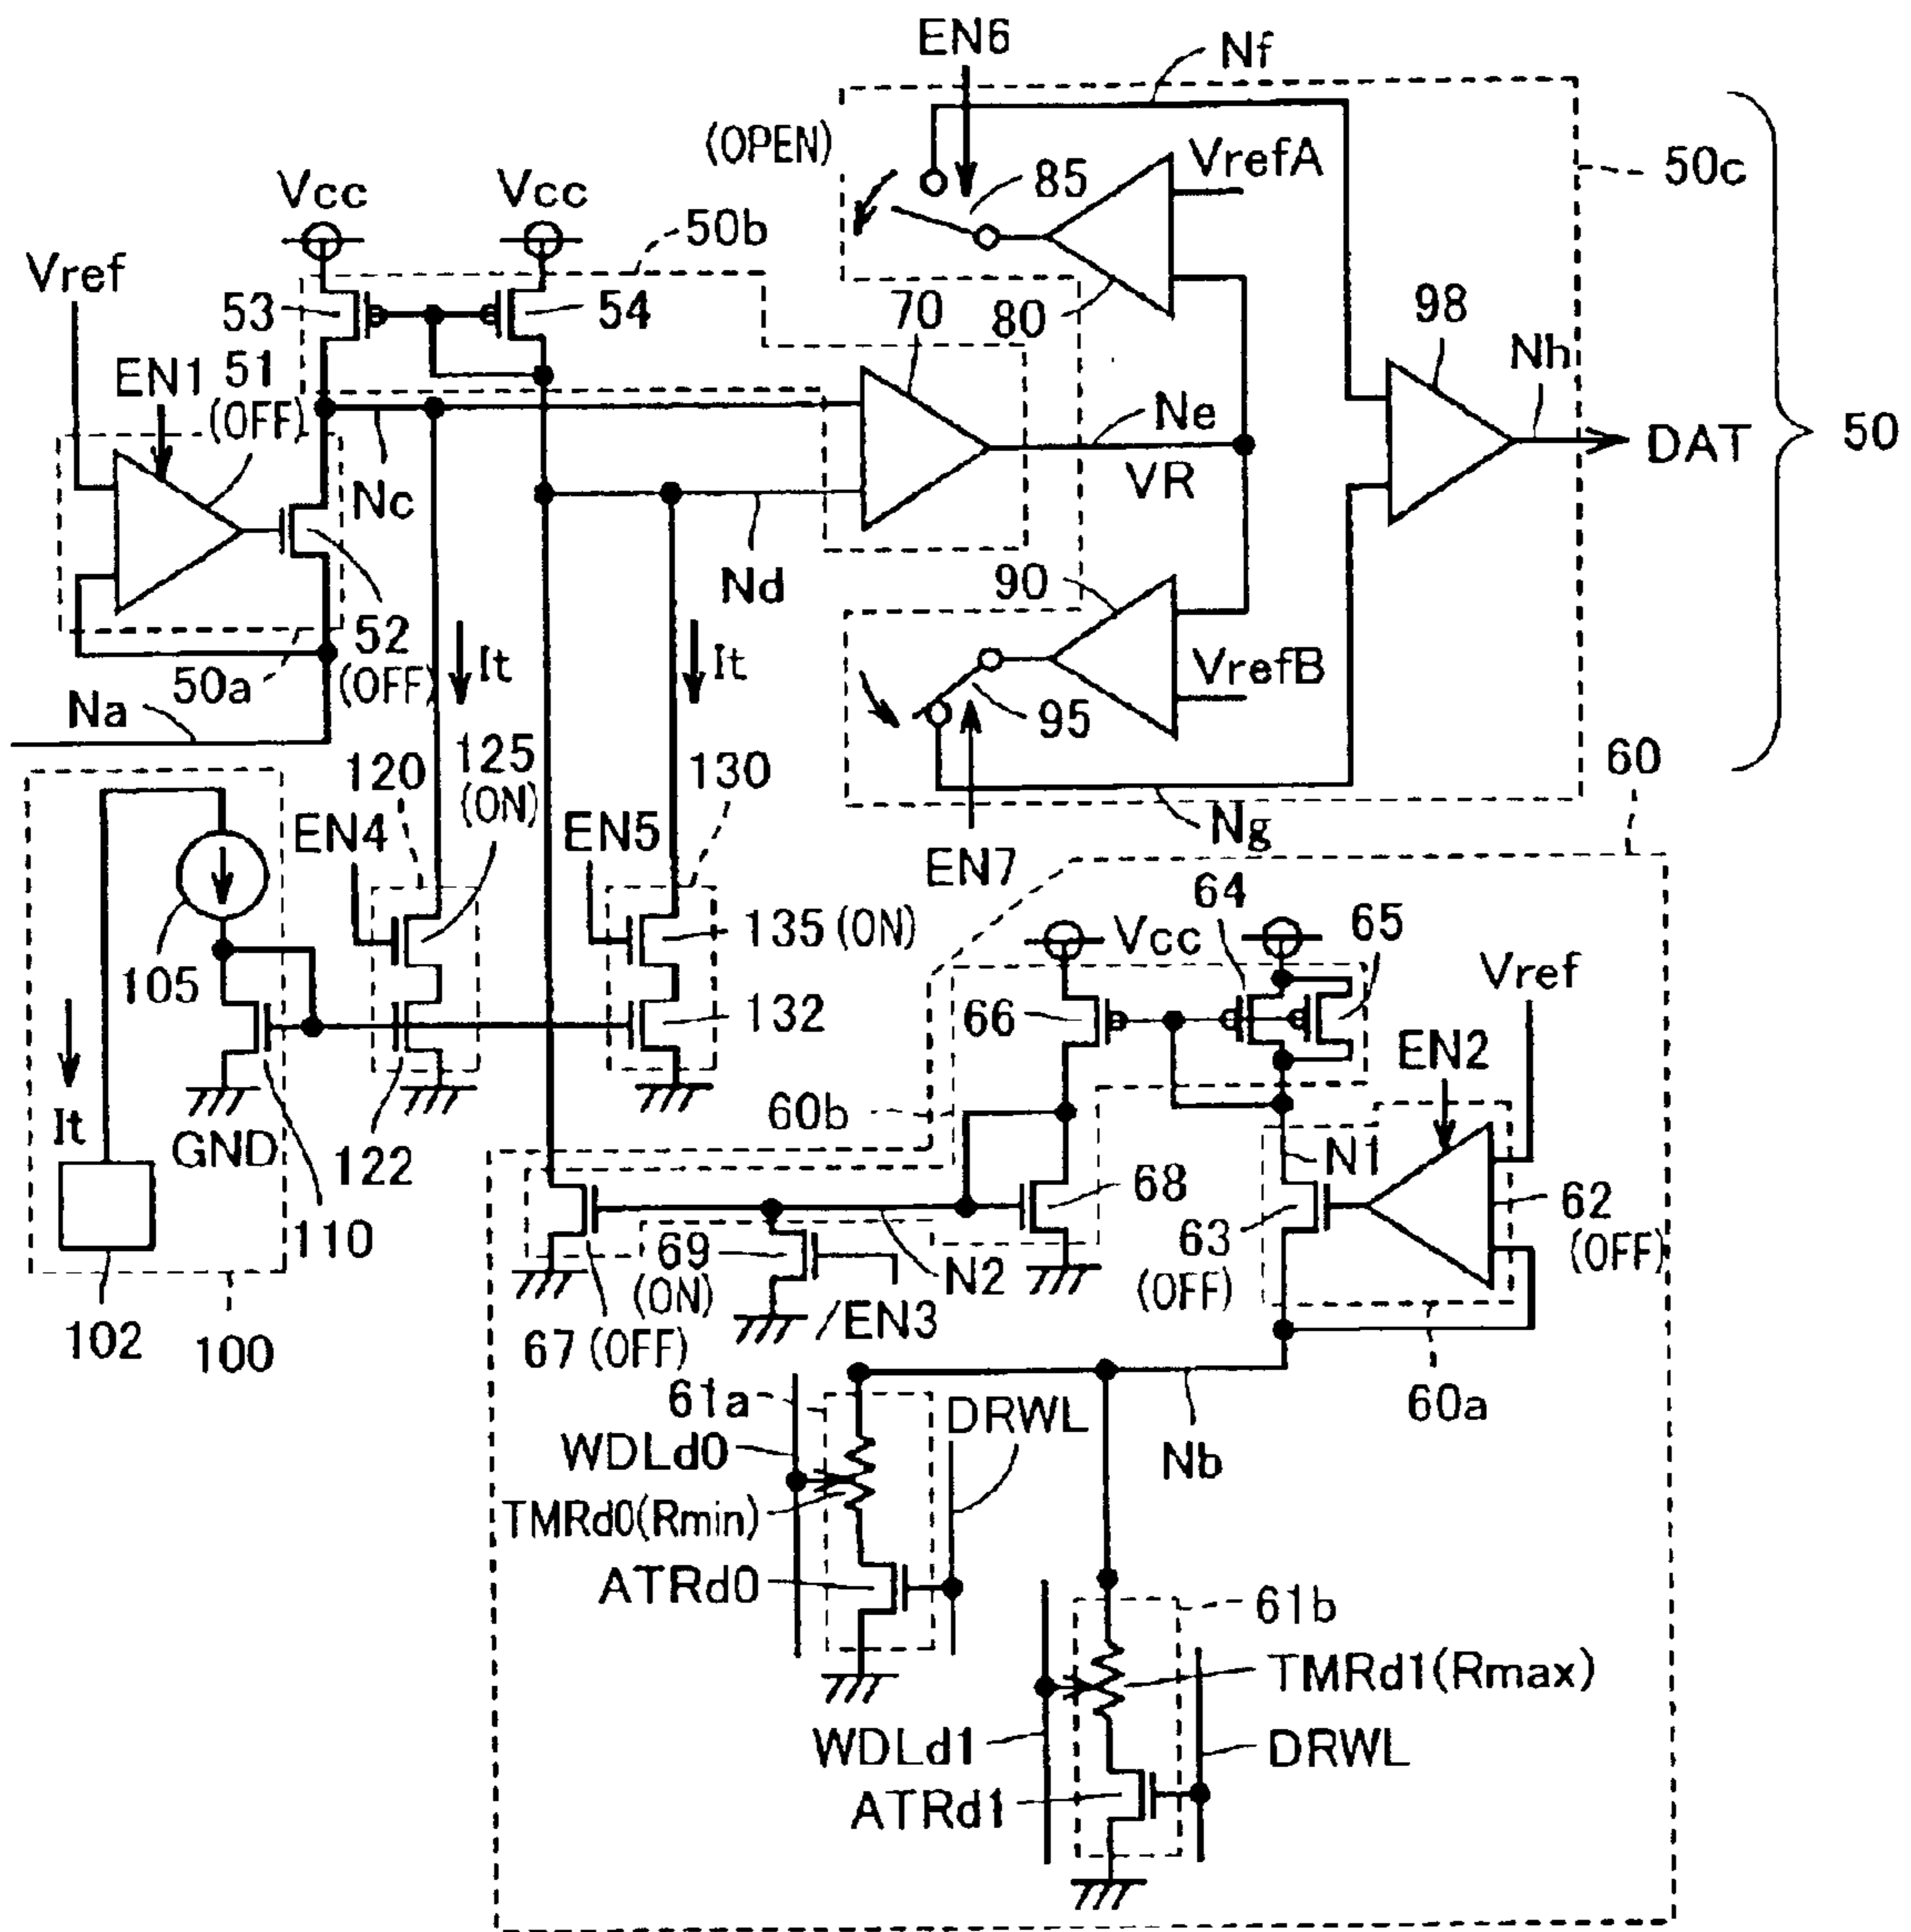 EN6
Nf
(OPEN)
VrefA
50c
Vcc
Vcc
85
50b
Vref
53
54
70
80
98
EN1
51
(OFF)
Nh
Ne
DAT
50
Nc
VR
Nd
90
52
(OFF)
50a
It
It
VrefB
Na
95
120
125
(ON)
130
60
Ng
EN4
EN5
EN7
64
65
135(ON)
Vcc
Vref
105
132
66
EN2
It
60b
GND
122
N1
68
110
63
(OFF)
62
(OFF)
69
(ON)
N2
/EN3
102
100
67(OFF)
61a
DRWL
60a
WDLd0
Nb
TMRd0(Rmin)
ATRd0
61b
TMRd1(Rmax)
WDLd1
DRWL
ATRd1